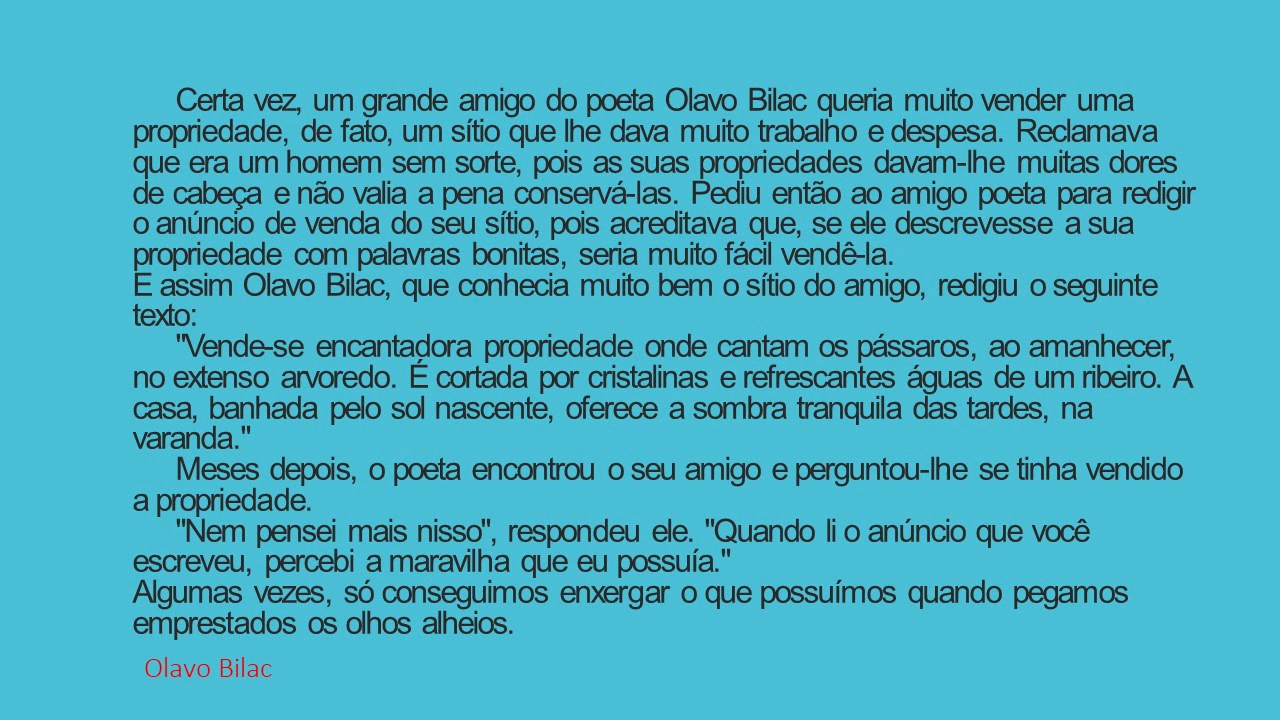 Certa vez, um grande amigo do poeta Olavo Bilac queria muito vender uma
propriedade, de fato, um sítio que lhe dava muito trabalho e despesa. Reclamava
que era um homem sem sorte, pois as suas propriedades davam-lhe muitas dores
de cabeça e não valia a pena conservá-las. Pediu então ao amigo poeta para redigir
o anúncio de venda do seu sítio, pois acreditava que, se ele descrevesse a sua
propriedade com palavras bonitas, seria muito fácil vendê-la.
E assim Olavo Bilac, que conhecia muito bem o sítio do amigo, redigiu o seguinte
texto:
"Vende-se encantadora propriedade onde cantam os pássaros, ao amanhecer,
no extenso arvoredo. É cortada por cristalinas e refrescantes águas de um ribeiro. A
casa, banhada pelo sol nascente, oferece a sombra tranquila das tardes, na
varanda."
Meses depois, o poeta encontrou o seu amigo e perguntou-lhe se tinha vendido
a propriedade.
"Nem pensei mais nisso", respondeu ele. "Quando li o anúncio que você
escreveu, percebi a maravilha que eu possuía."
Algumas vezes, só conseguimos enxergar o que possuímos quando pegamos
emprestados os olhos alheios.
Olavo Bilac